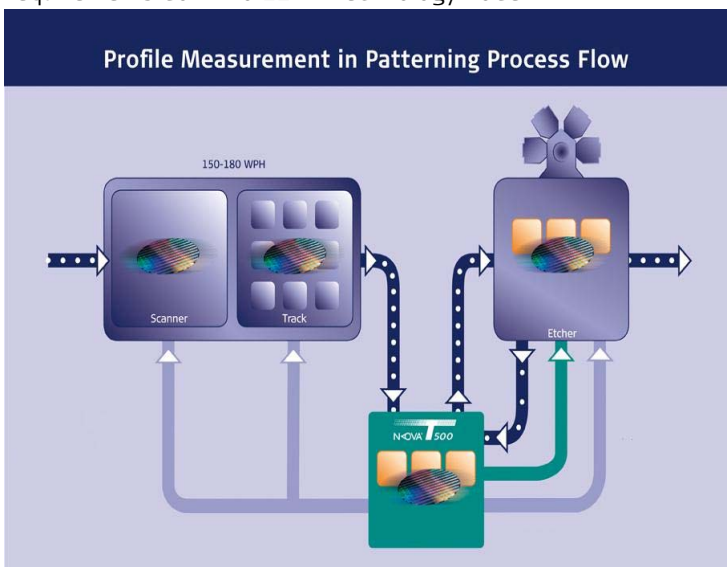 Profile Measurement in Patterning Process Flow
150-180 WPH
Scanner
Track
Etcher
NOVA T500